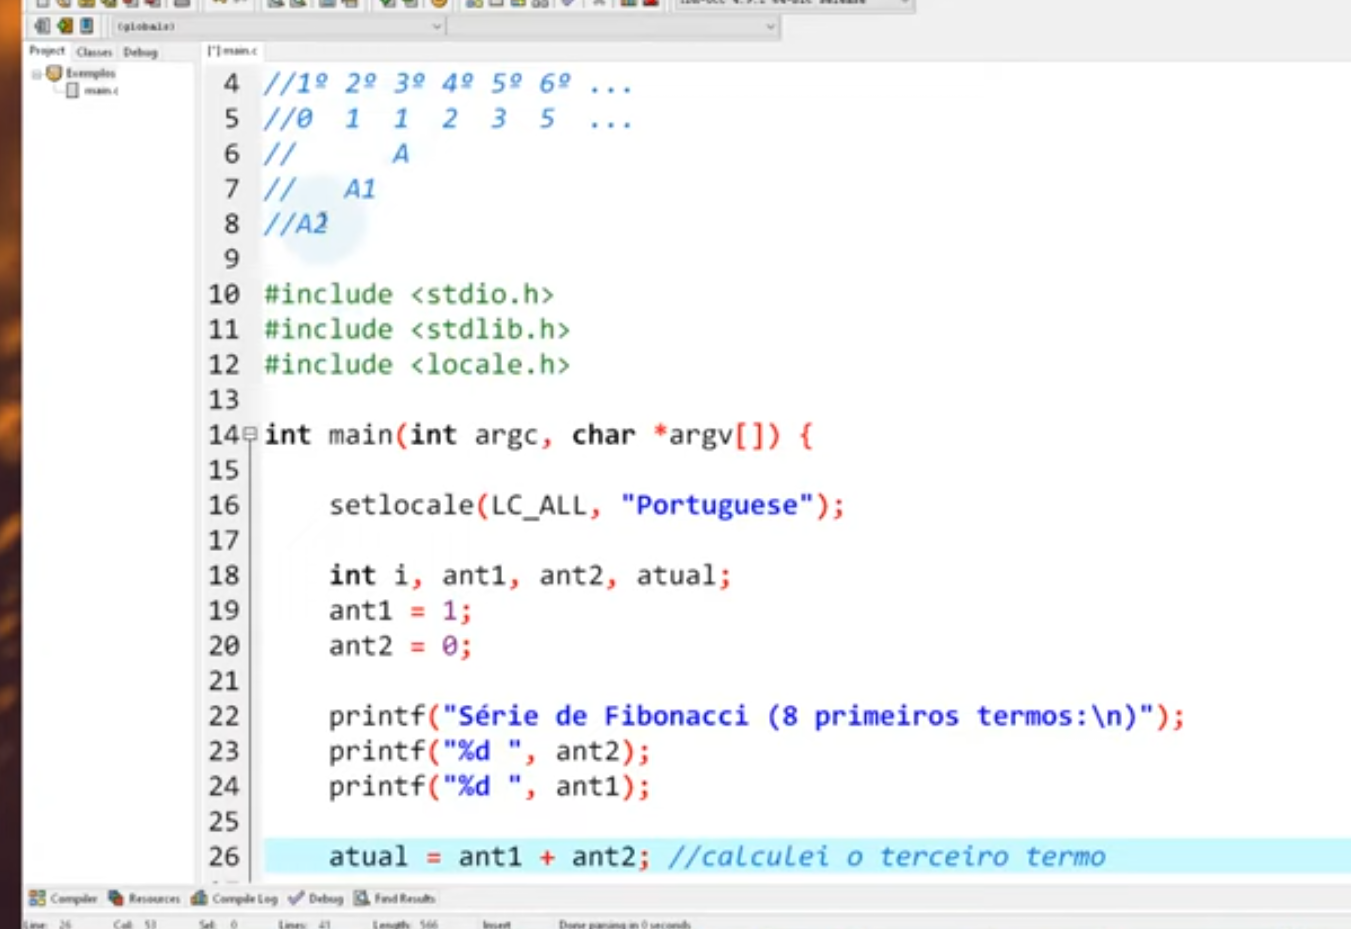 (globals)
Project Classes Debug
[*] main.c
Exemplos
main.c
4 //1º 2º 3º 4º 5º 6º ...
5 //0 1 1 2 3 5 ...
6 // A
7 // A1
8 //A2
9
10 #include <stdio.h>
11 #include <stdlib.h>
12 #include <locale.h>
13
14 int main(int argc, char *argv[]) {
15
16 setlocale(LC_ALL, "Portuguese");
17
18 int i, ant1, ant2, atual;
19 ant1 = 1;
20 ant2 = 0;
21
22 printf("Série de Fibonacci (8 primeiros termos:\n)");
23 printf("%d ", ant2);
24 printf("%d ", ant1);
25
26 atual = ant1 + ant2; //calculei o terceiro termo
Compiler Resources Compile Log Debug Find Results
Line: 26 Col: 51 Sel: 0 Lines: 41 Length: 566 Insert Done parsing in 0 seconds